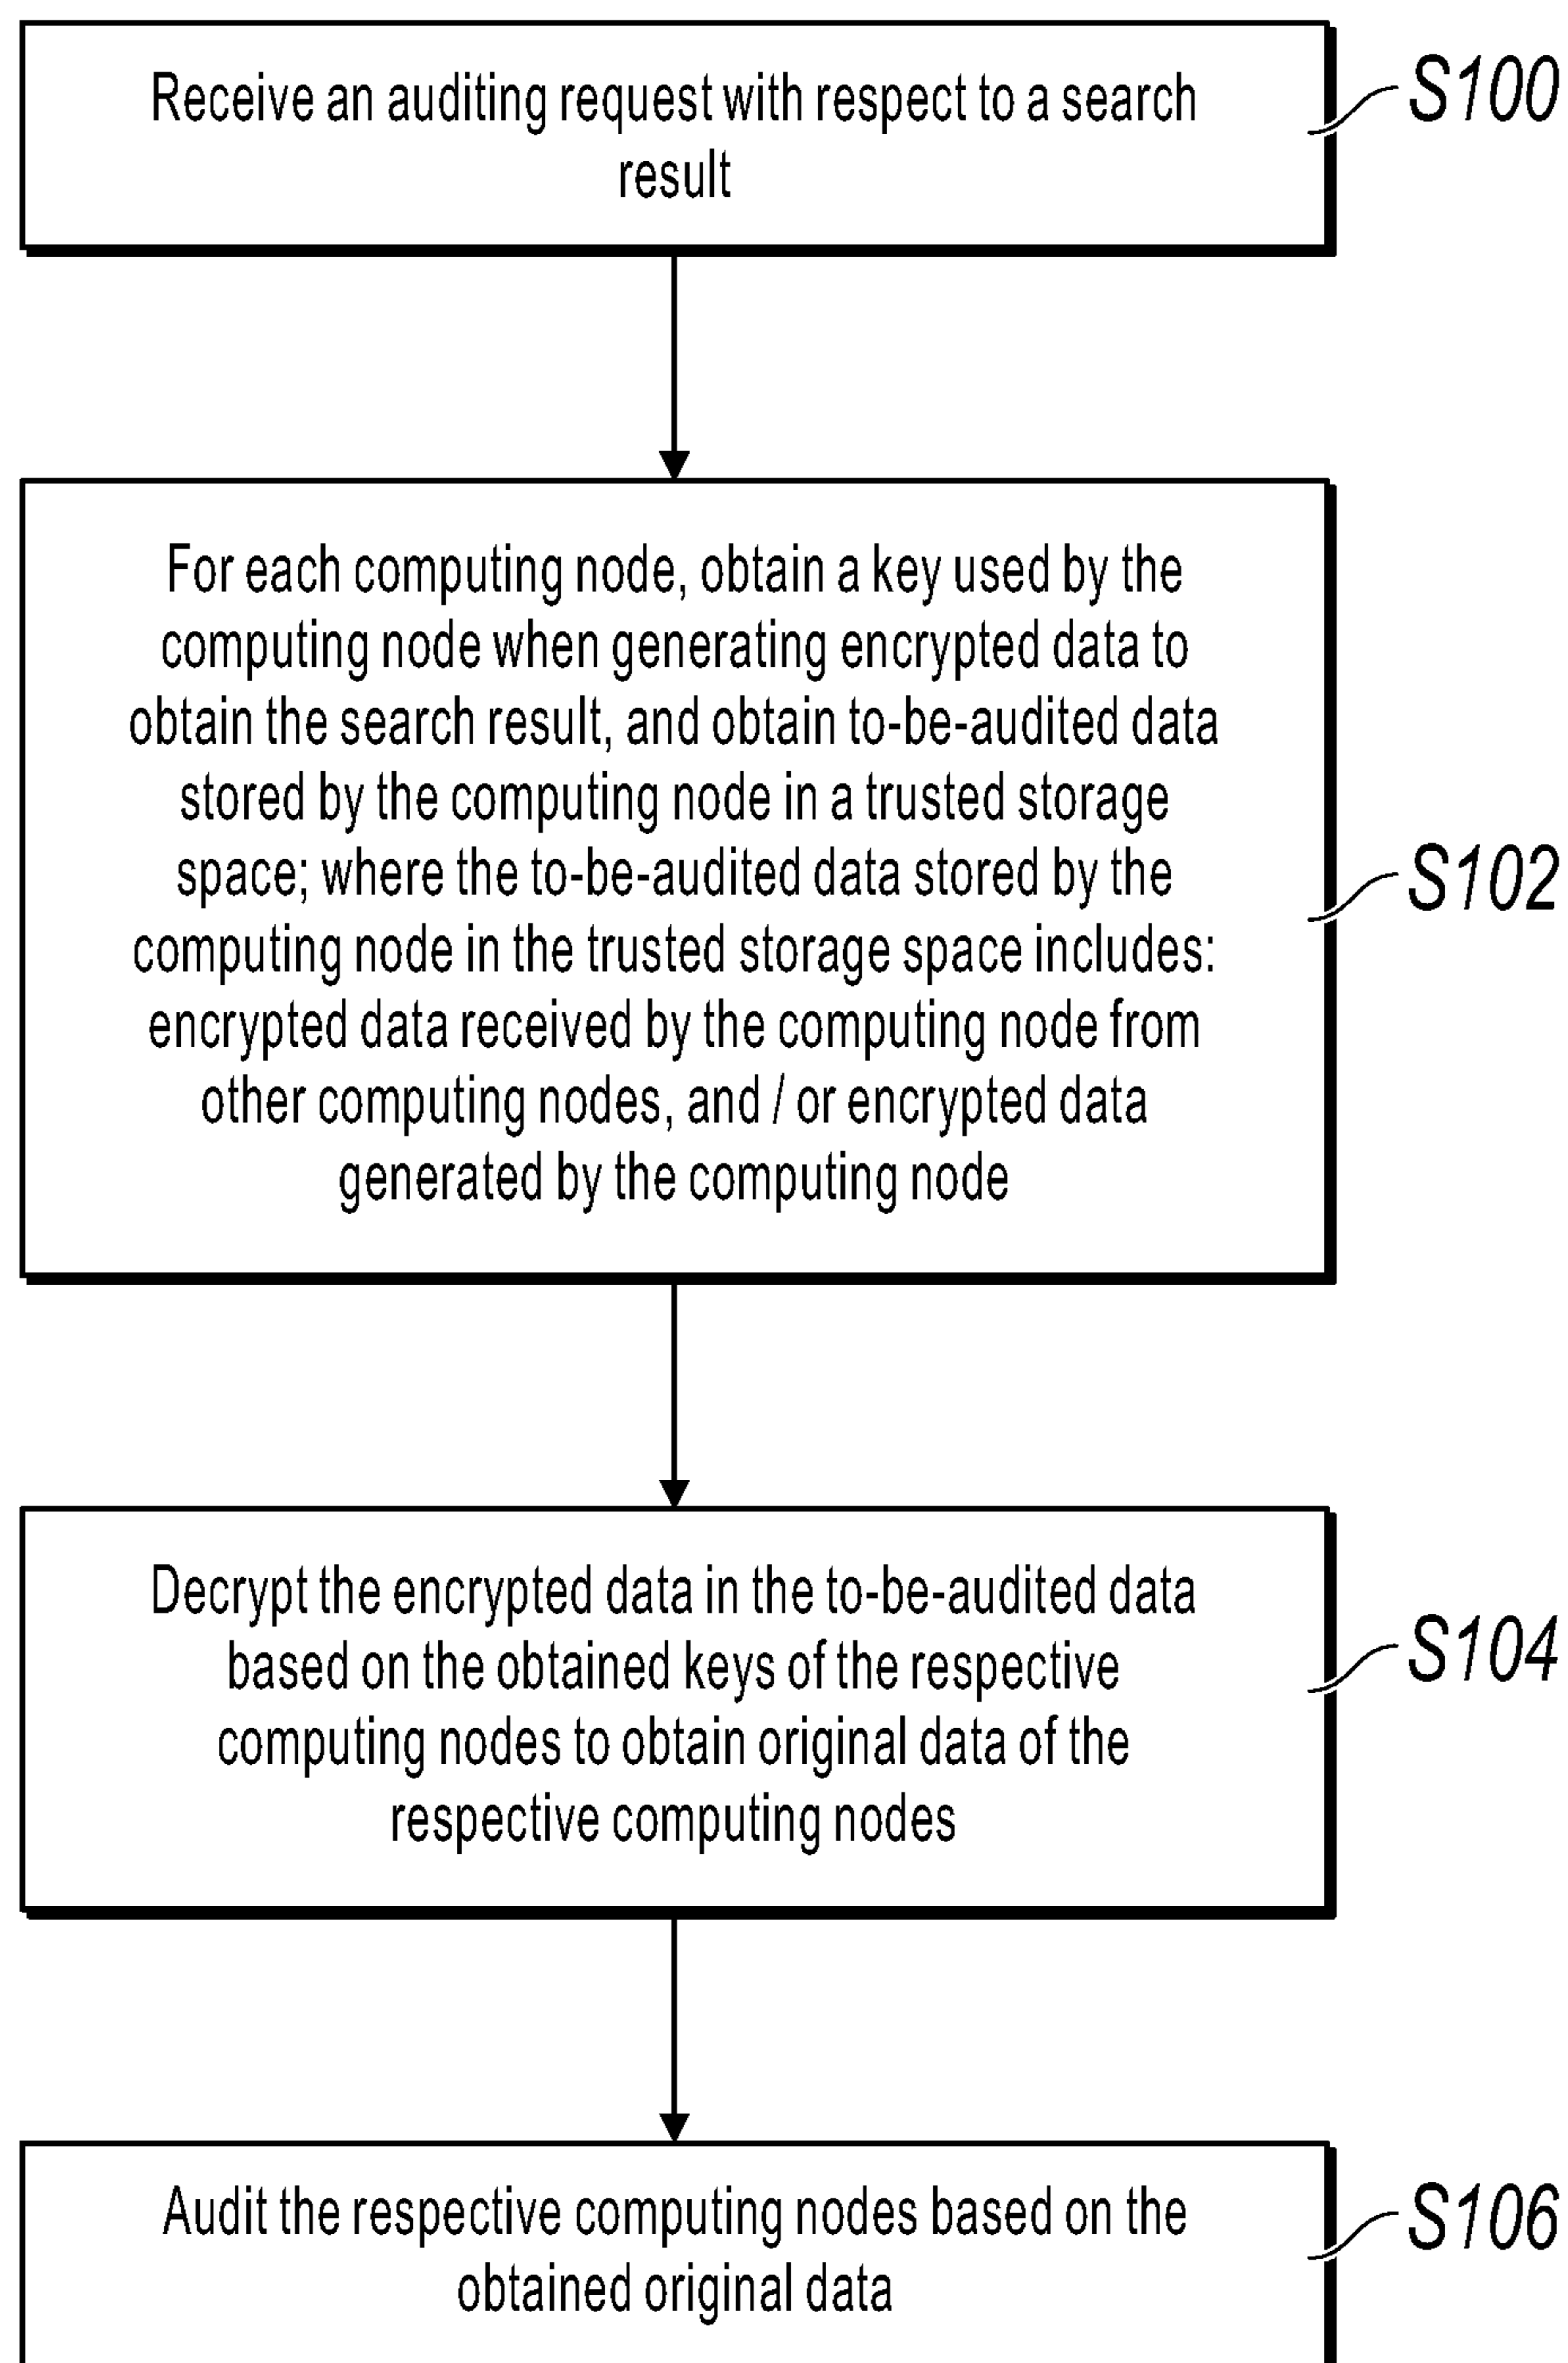 Receive an auditing request with respect to a search
result
S100
For each computing node, obtain a key used by the
computing node when generating encrypted data to
obtain the search result, and obtain to-be-audited data
stored by the computing node in a trusted storage
space; where the to-be-audited data stored by the
computing node in the trusted storage space includes:
encrypted data received by the computing node from
other computing nodes, and / or encrypted data
generated by the computing node
S102
Decrypt the encrypted data in the to-be-audited data
based on the obtained keys of the respective
computing nodes to obtain original data of the
respective computing nodes
S104
Audit the respective computing nodes based on the
obtained original data
S106